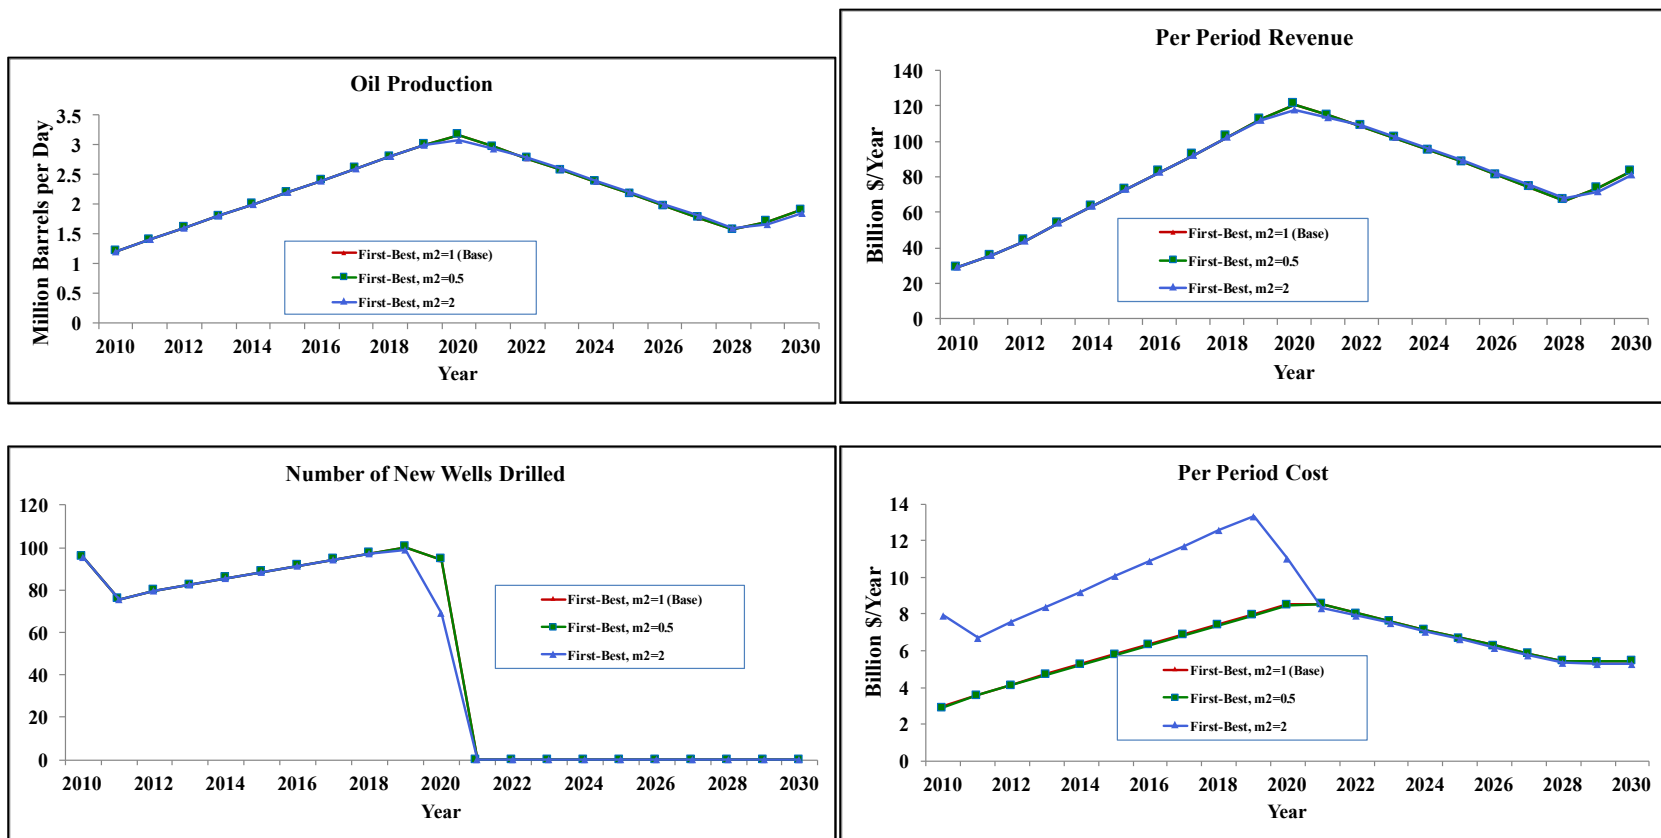 Oil Production
Million Barrels per Day
3.5
3
2.5
2
1.5
1
0.5
0
First-Best, m2=1 (Base)
First-Best, m2=0.5
First-Best, m2=2
2010 2012 2014 2016 2018 2020 2022 2024 2026 2028 2030
Year
Per Period Revenue
Billion $/Year
140
120
100
80
60
40
20
0
First-Best, m2=1 (Base)
First-Best, m2=0.5
First-Best, m2=2
2010 2012 2014 2016 2018 2020 2022 2024 2026 2028 2030
Year
Number of New Wells Drilled
120
100
80
60
40
20
0
First-Best, m2=1 (Base)
First-Best, m2=0.5
First-Best, m2=2
2010 2012 2014 2016 2018 2020 2022 2024 2026 2028 2030
Year
Per Period Cost
Billion $/Year
14
12
10
8
6
4
2
0
First-Best, m2=1 (Base)
First-Best, m2=0.5
First-Best, m2=2
2010 2012 2014 2016 2018 2020 2022 2024 2026 2028 2030
Year